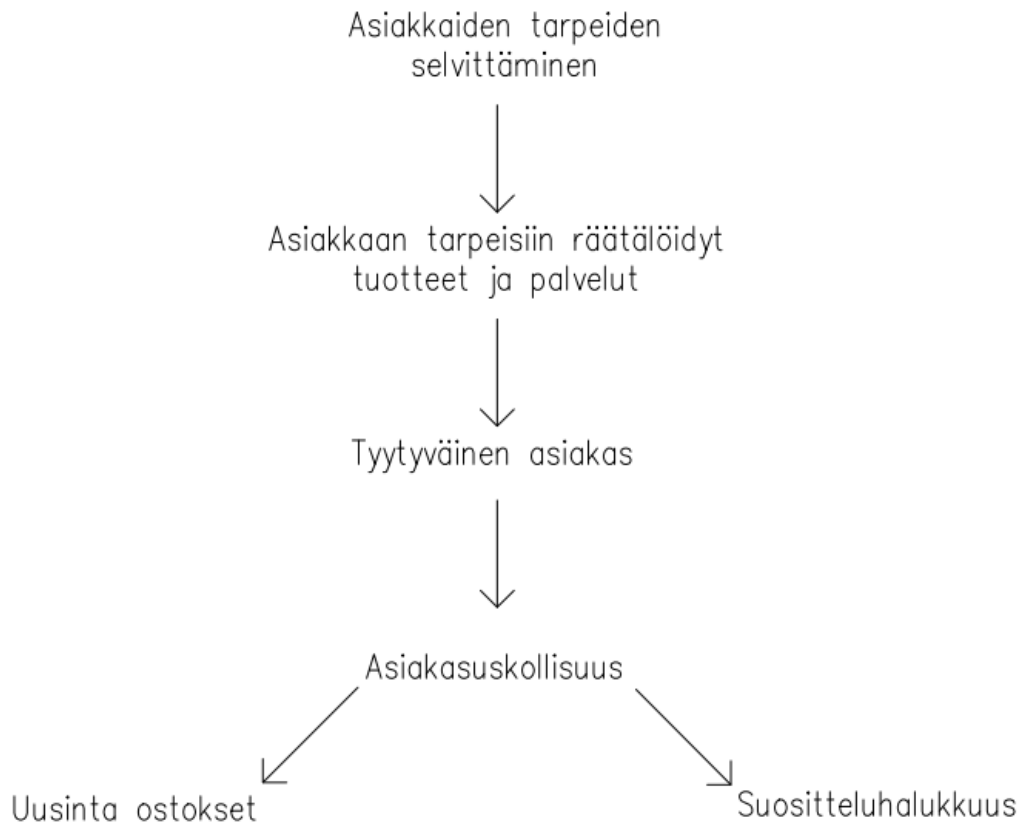 Asiakkaiden tarpeiden
selvittäminen
Asiakkaan tarpeisiin räätälöidyt
tuotteet ja palvelut
Tyytyväinen asiakas
Asiakasuskollisuus
Uusinta ostokset
Suositteluhalukkuus